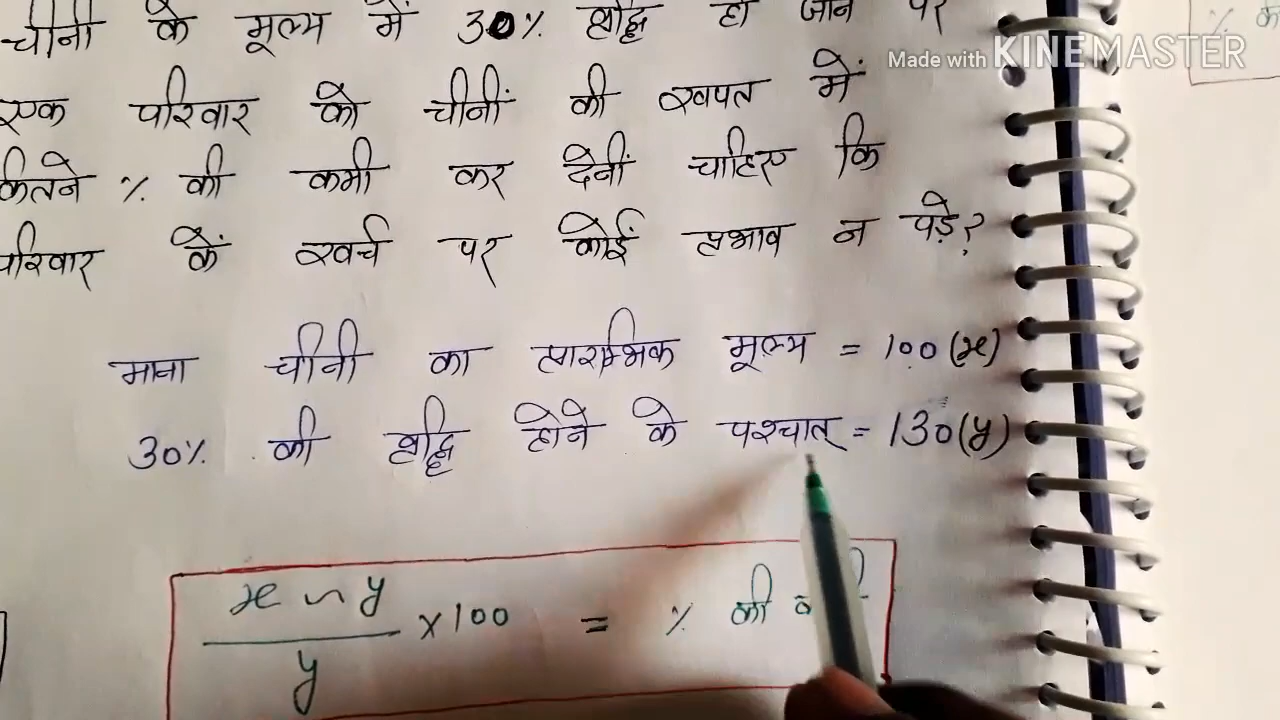 चीनी के मूल्य में 30% वृद्धि हो जाने पर
Made with KINEMASTER
एक परिवार को चीनीं की खपत में
कितने % की कमी कर देनीं चाहिए कि
परिवार कें खर्च पर कोई प्रभाव न पड़े?
माना चीनी का प्रारम्भिक मूल्य = 100 (x)
30% की वृद्धि होने के पश्चात् = 130 (y)
x ~ y
× 100 = % की
y
% क